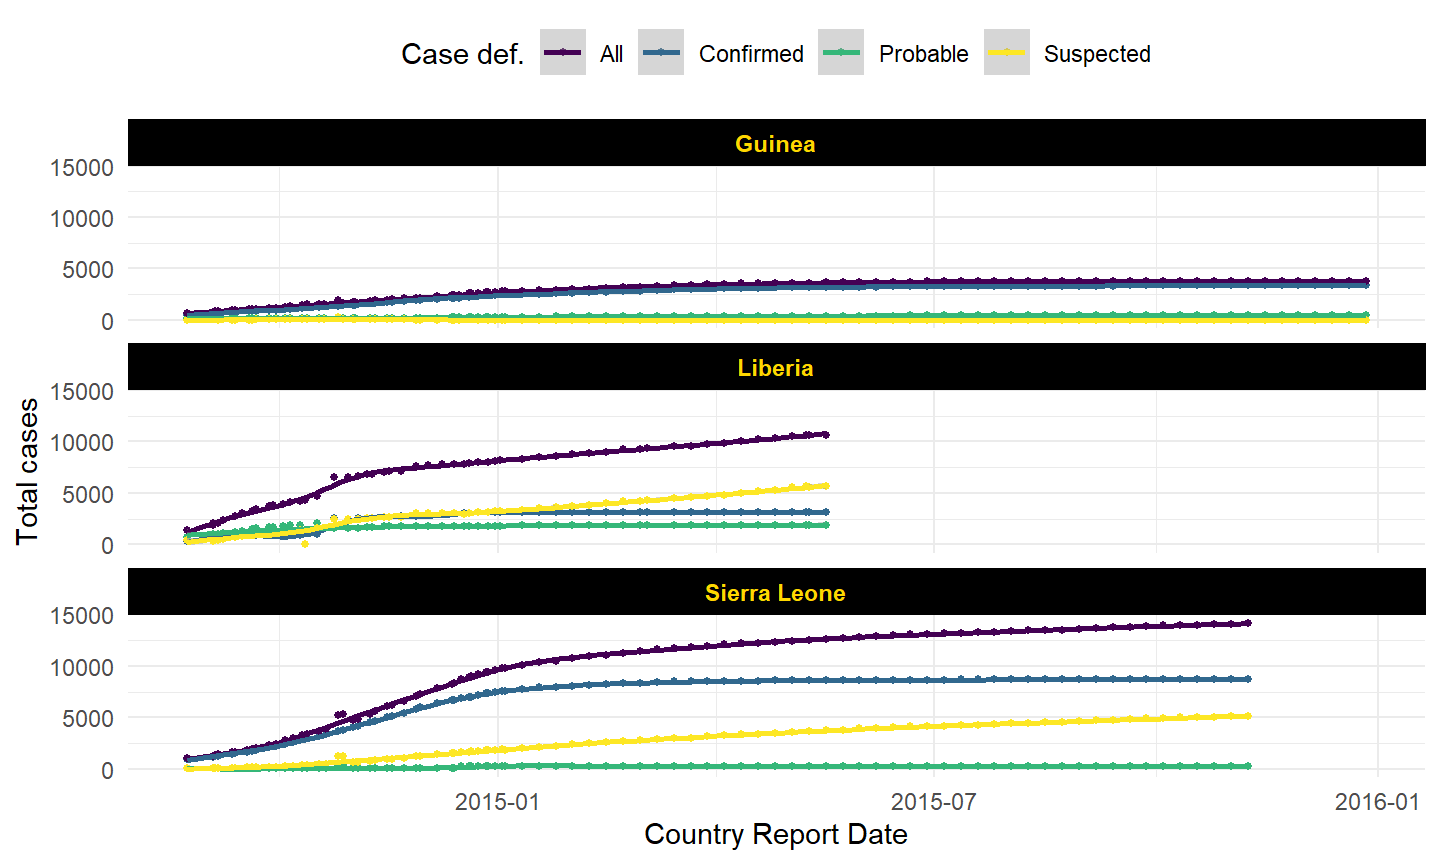 Case def. All Confirmed Probable Suspected
Guinea
15000
10000
5000
0
Liberia
15000
10000
5000
0
Total cases
Sierra Leone
15000
10000
5000
0
2015-01 2015-07 2016-01
Country Report Date